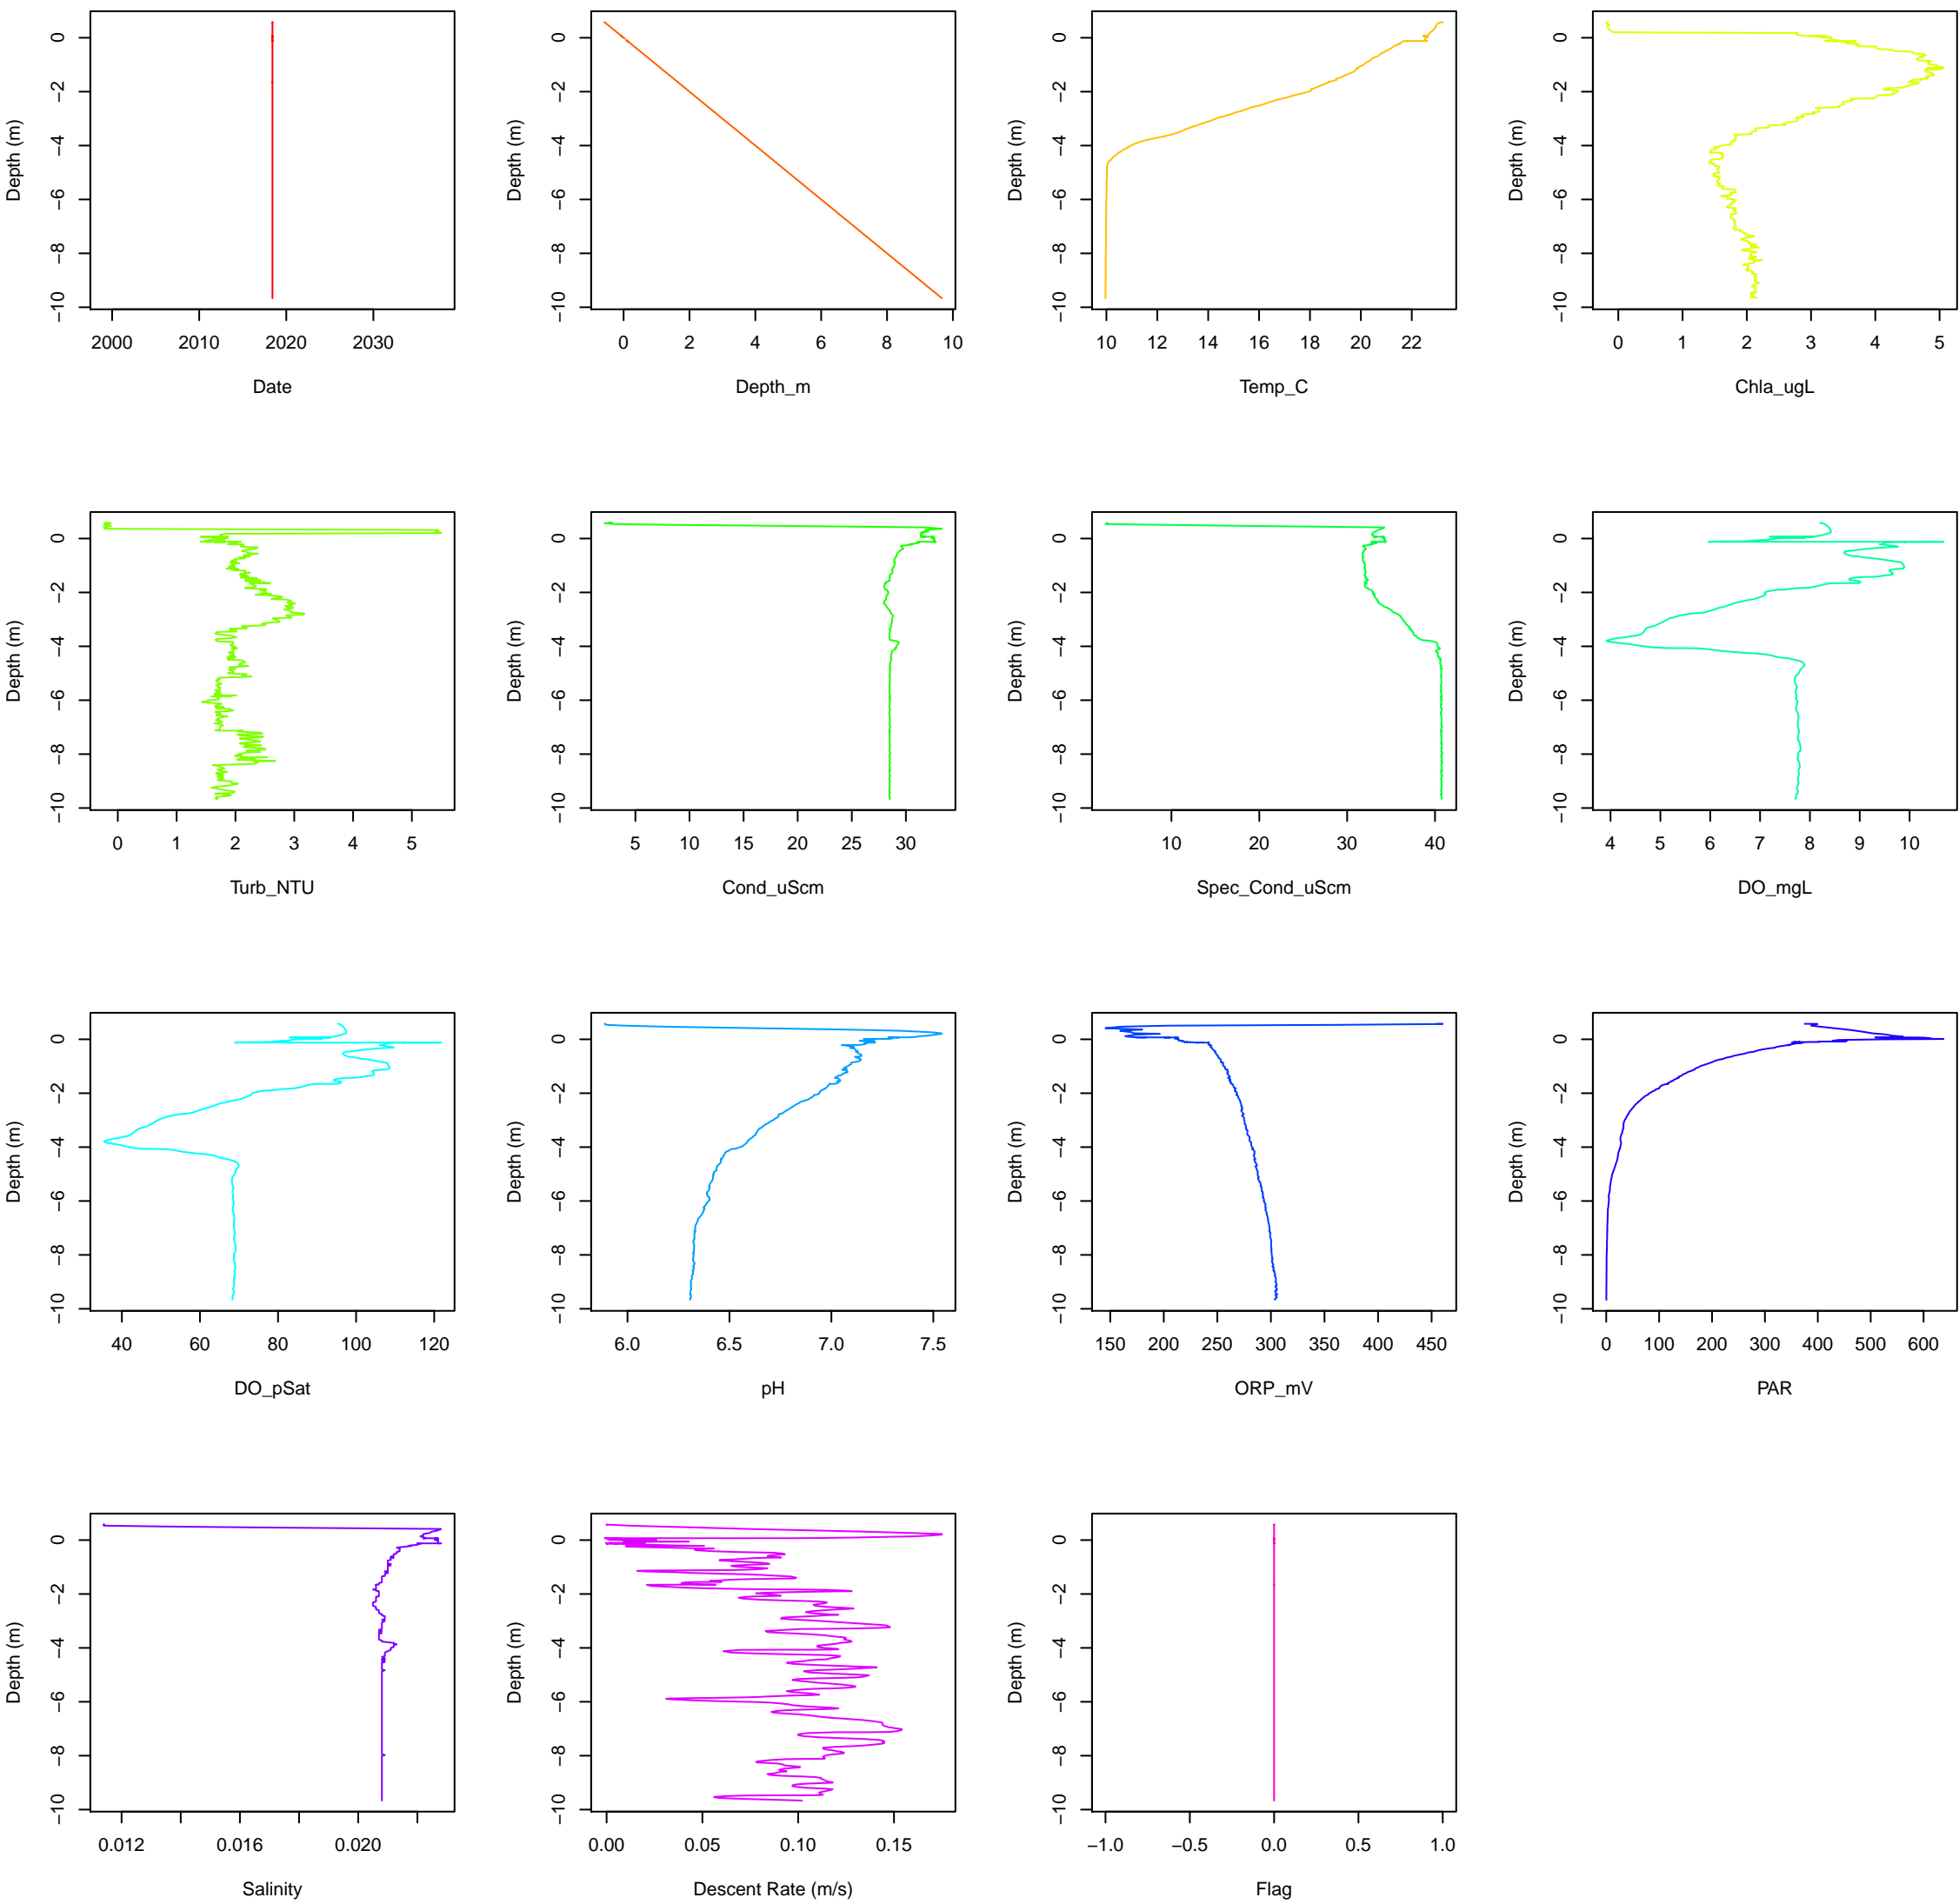 0
−2
−4
−6
−8
−10
Depth (m)
2000 2010 2020 2030
Date
0
−2
−4
−6
−8
−10
Depth (m)
0 2 4 6 8 10
Depth_m
0
−2
−4
−6
−8
−10
Depth (m)
10 12 14 16 18 20 22
Temp_C
0
−2
−4
−6
−8
−10
Depth (m)
0 1 2 3 4 5
Chla_ugL
0
−2
−4
−6
−8
−10
Depth (m)
0 1 2 3 4 5
Turb_NTU
0
−2
−4
−6
−8
−10
Depth (m)
5 10 15 20 25 30
Cond_uScm
0
−2
−4
−6
−8
−10
Depth (m)
10 20 30 40
Spec_Cond_uScm
0
−2
−4
−6
−8
−10
Depth (m)
4 5 6 7 8 9 10
DO_mgL
0
−2
−4
−6
−8
−10
Depth (m)
40 60 80 100 120
DO_pSat
0
−2
−4
−6
−8
−10
Depth (m)
6.0 6.5 7.0 7.5
pH
0
−2
−4
−6
−8
−10
Depth (m)
150 200 250 300 350 400 450
ORP_mV
0
−2
−4
−6
−8
−10
Depth (m)
0 100 200 300 400 500 600
PAR
0
−2
−4
−6
−8
−10
Depth (m)
0.012 0.016 0.020
Salinity
0
−2
−4
−6
−8
−10
Depth (m)
0.00 0.05 0.10 0.15
Descent Rate (m/s)
0
−2
−4
−6
−8
−10
Depth (m)
−1.0 −0.5 0.0 0.5 1.0
Flag